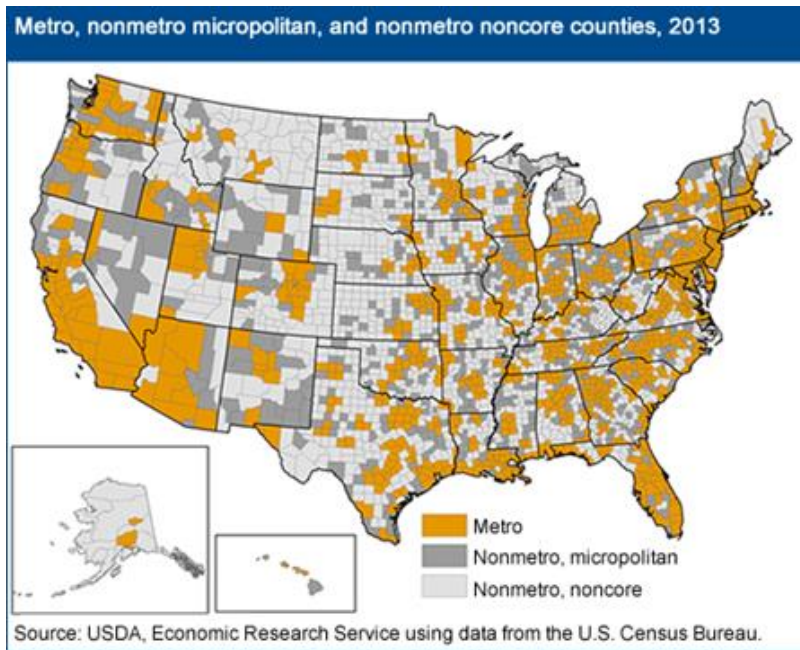 Metro, nonmetro micropolitan, and nonmetro noncore counties, 2013
Metro
Nonmetro, micropolitan
Nonmetro, noncore
Source: USDA, Economic Research Service using data from the U.S. Census Bureau.